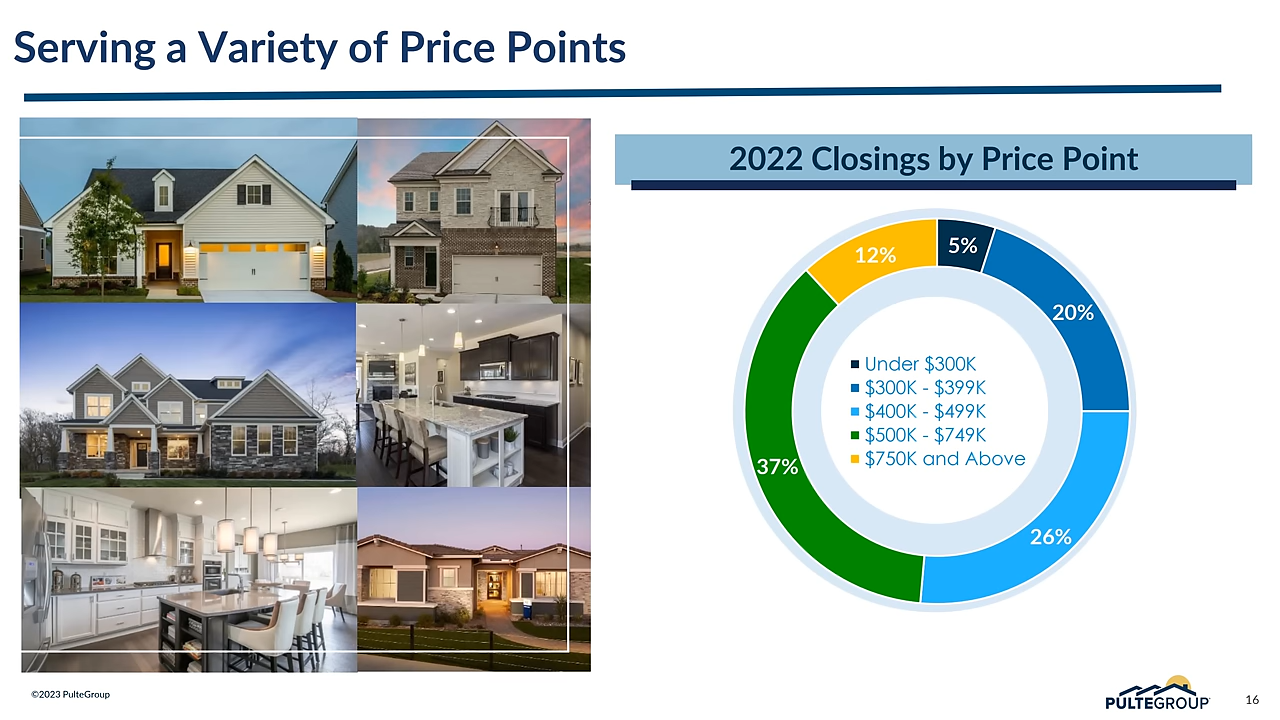 Serving a Variety of Price Points
2022 Closings by Price Point
5%
20%
26%
37%
12%
Under $300K
$300K - $399K
$400K - $499K
$500K - $749K
$750K and Above
©2023 PulteGroup
PULTEGROUP
16